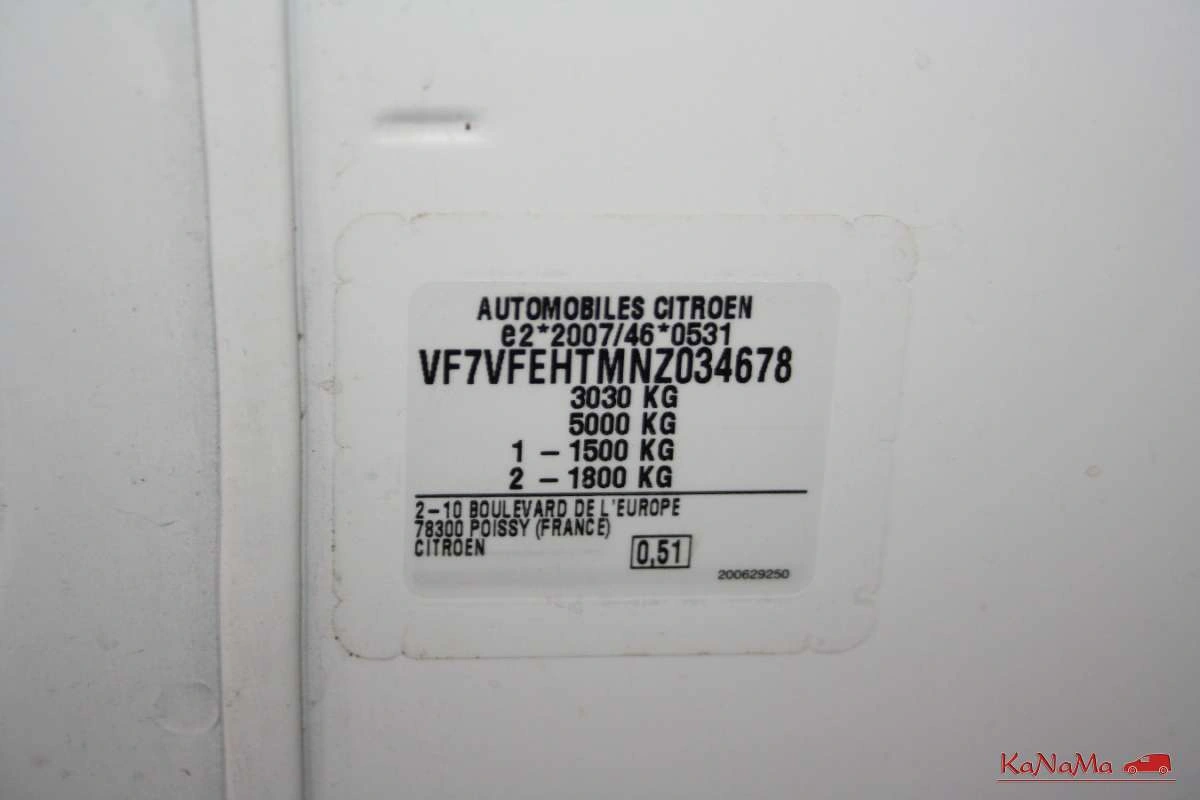 AUTOMOBILES CITROEN
e2*2007/46*0531
VF7VFEHTMNZ034678
3030 KG
5000 KG
1 – 1500 KG
2 – 1800 KG
2–10 BOULEVARD DE L'EUROPE
78300 POISSY (FRANCE)
CITROEN
0,51
200629250
KaNaMa